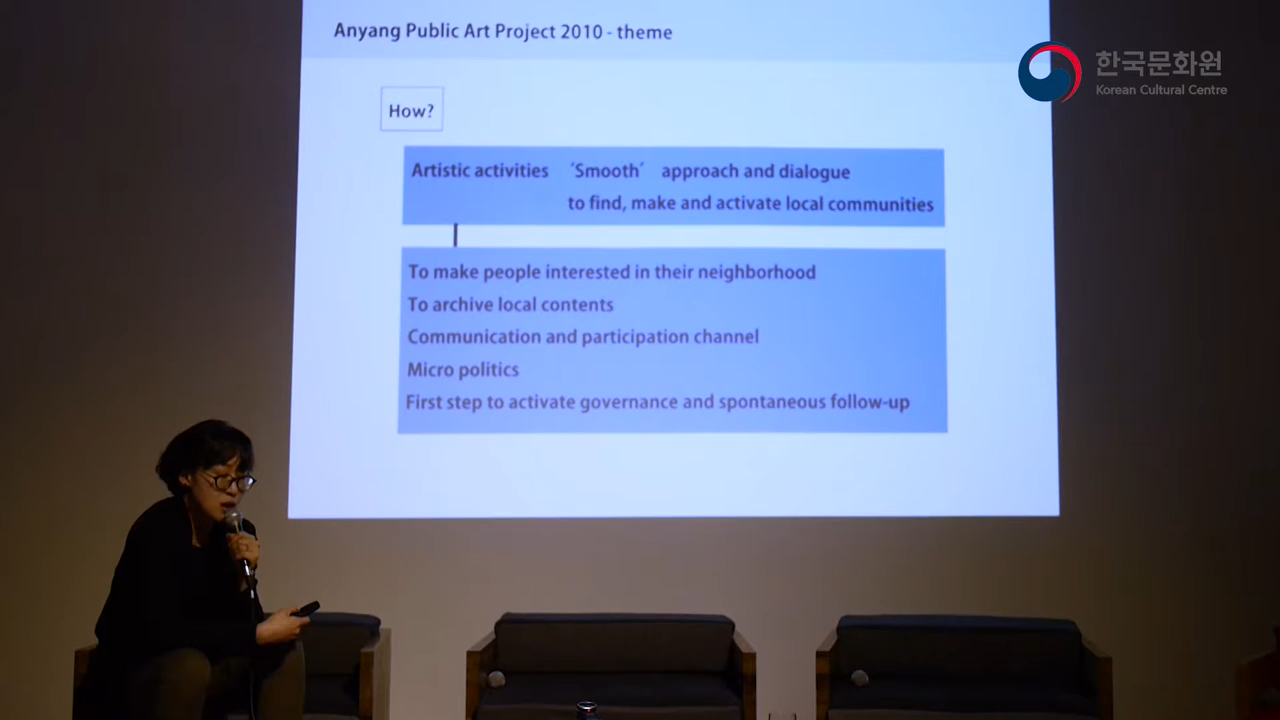 Anyang Public Art Project 2010 - theme
한국문화원
Korean Cultural Centre
How?
Artistic activities ‘Smooth’ approach and dialogue
to find, make and activate local communities
To make people interested in their neighborhood
To archive local contents
Communication and participation channel
Micro politics
First step to activate governance and spontaneous follow-up